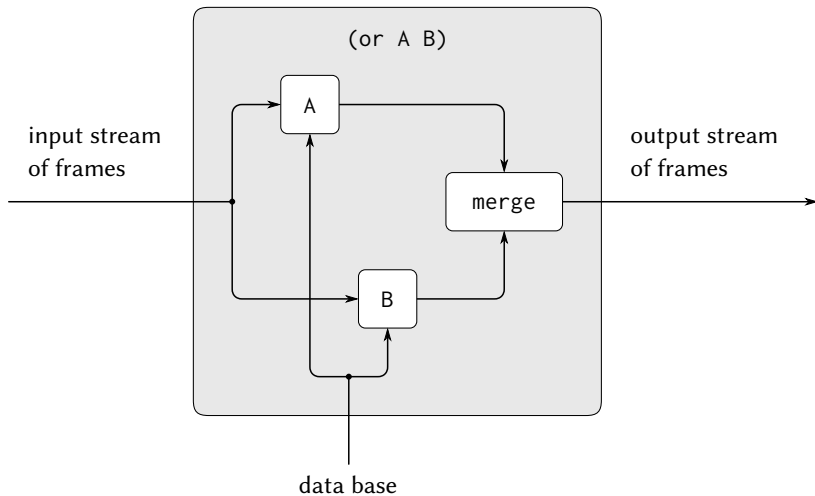 (or A B)
A
input stream
of frames
output stream
of frames
merge
B
data base